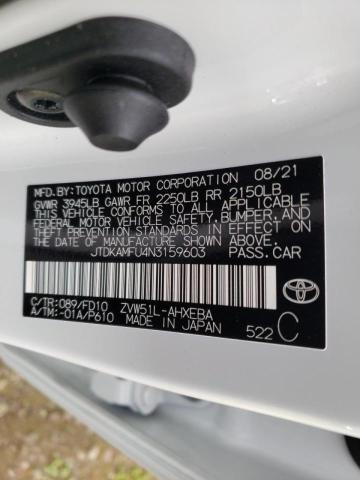 MFD.BY:TOYOTA MOTOR CORPORATION 08/21
GVWR 3945LB GAWR FR 2250LB RR 2150LB
THIS VEHICLE CONFORMS TO ALL APPLICABLE
FEDERAL MOTOR VEHICLE SAFETY, BUMPER, AND
THEFT PREVENTION STANDARDS IN EFFECT ON
THE DATE OF MANUFACTURE SHOWN ABOVE.
JTDKAMFU4N3159603 PASS.CAR
C/TR:089/FD10 ZVW51L-AHXEBA
A/TM:-01A/P610 MADE IN JAPAN 522 C
TOYOTA